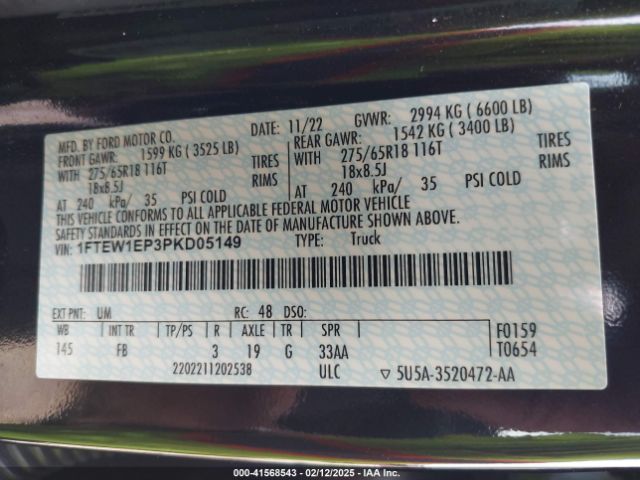 MFD. BY FORD MOTOR CO.
DATE: 11/22 GVWR: 2994 KG ( 6600 LB)
FRONT GAWR: 1599 KG ( 3525 LB)
REAR GAWR: 1542 KG ( 3400 LB)
WITH 275/65R18 116T TIRES
WITH 275/65R18 116T TIRES
18x8.5J RIMS
18x8.5J RIMS
AT 240 kPa/ 35 PSI COLD
AT 240 kPa/ 35 PSI COLD
THIS VEHICLE CONFORMS TO ALL APPLICABLE FEDERAL MOTOR VEHICLE
SAFETY STANDARDS IN EFFECT ON THE DATE OF MANUFACTURE SHOWN ABOVE.
VIN: 1FTEW1EP3PKD05149 TYPE: Truck
EXT PNT: UM RC: 48 DSO:
WB INT TR TP/PS R AXLE TR SPR F0159
145 FB 3 19 G 33AA T0654
2202211202538 ULC ▽ 5U5A-3520472-AA
000-41568543 - 02/12/2025 - IAAI.COM